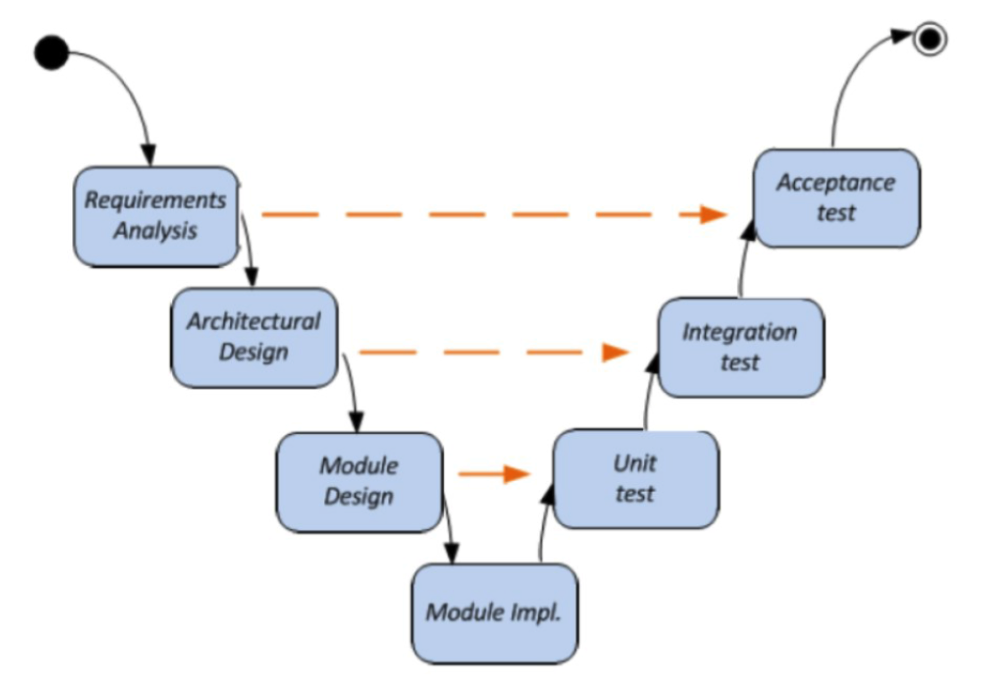 Requirements
Analysis
Architectural
Design
Module
Design
Module Impl.
Unit
test
Integration
test
Acceptance
test